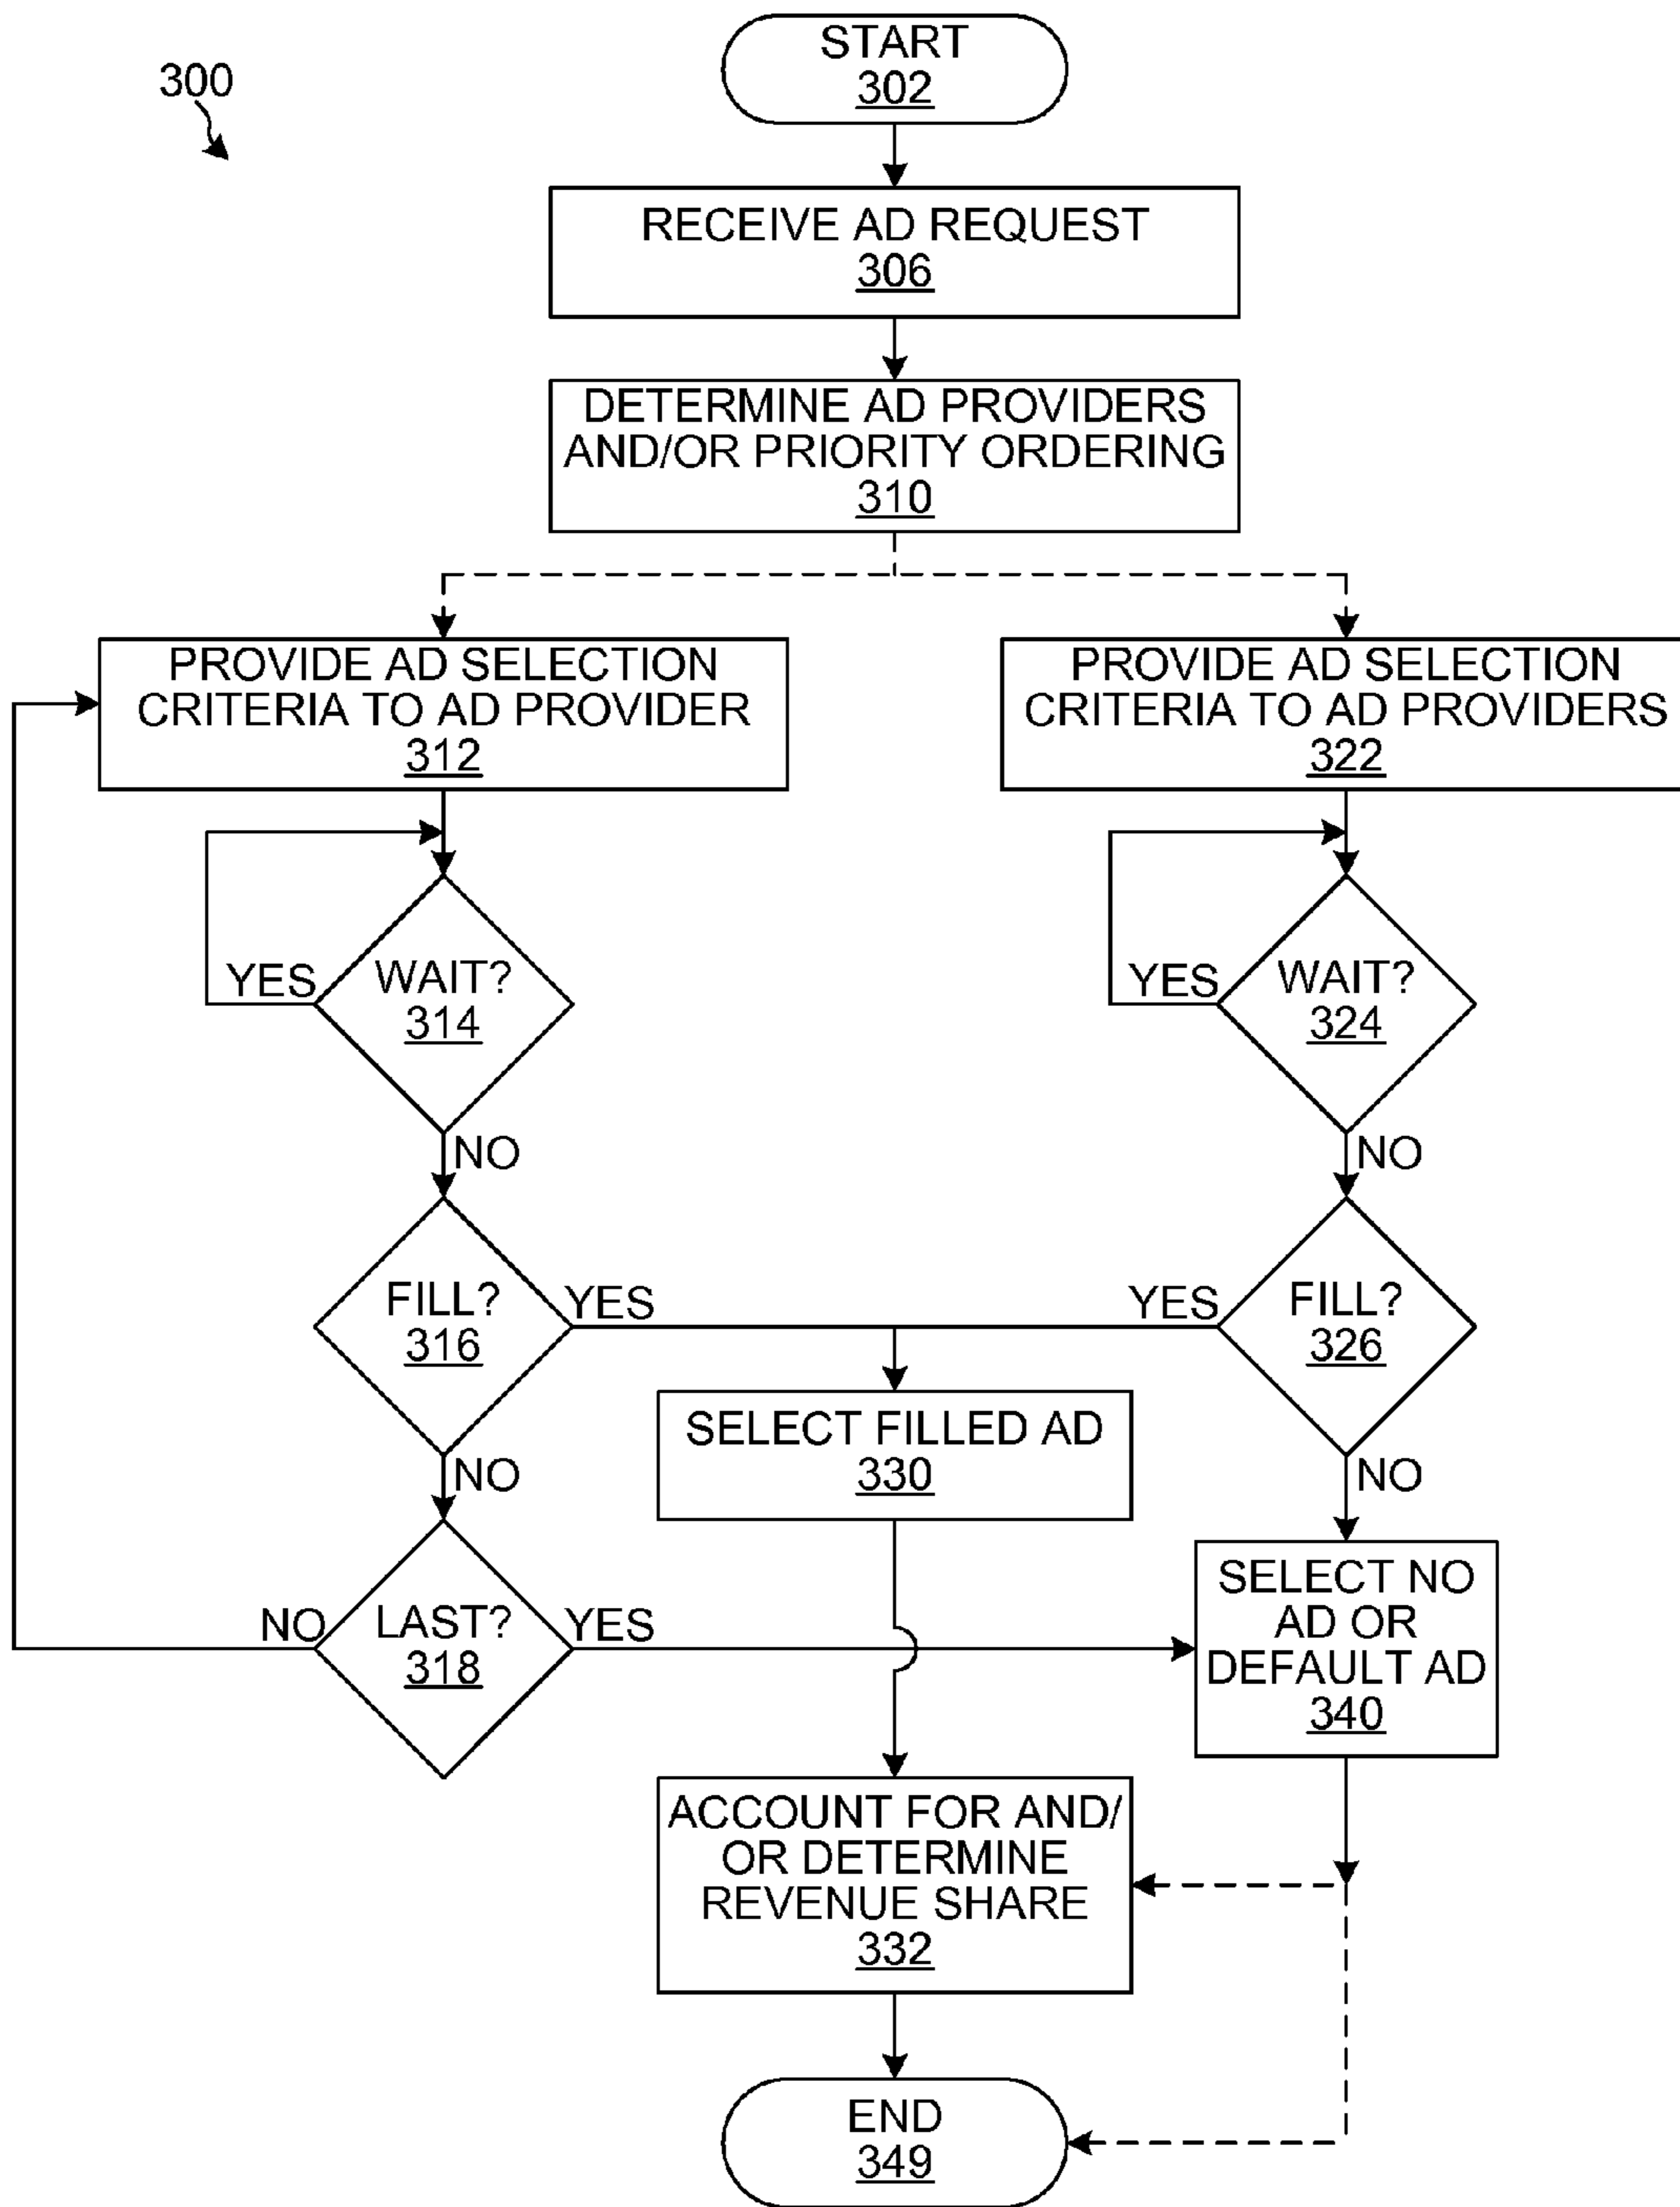 300
START
302
RECEIVE AD REQUEST
306
DETERMINE AD PROVIDERS
AND/OR PRIORITY ORDERING
310
PROVIDE AD SELECTION
CRITERIA TO AD PROVIDER
312
PROVIDE AD SELECTION
CRITERIA TO AD PROVIDERS
322
YES
WAIT?
314
NO
YES
WAIT?
324
NO
FILL?
316
YES
NO
YES
FILL?
326
NO
SELECT FILLED AD
330
NO
LAST?
318
YES
SELECT NO
AD OR
DEFAULT AD
340
ACCOUNT FOR AND/
OR DETERMINE
REVENUE SHARE
332
END
349